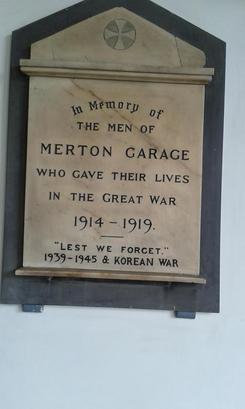 In Memory of
THE MEN OF
MERTON GARAGE
WHO GAVE THEIR LIVES
IN THE GREAT WAR
1914 – 1919.
"LEST WE FORGET."
1939–1945 & KOREAN WAR